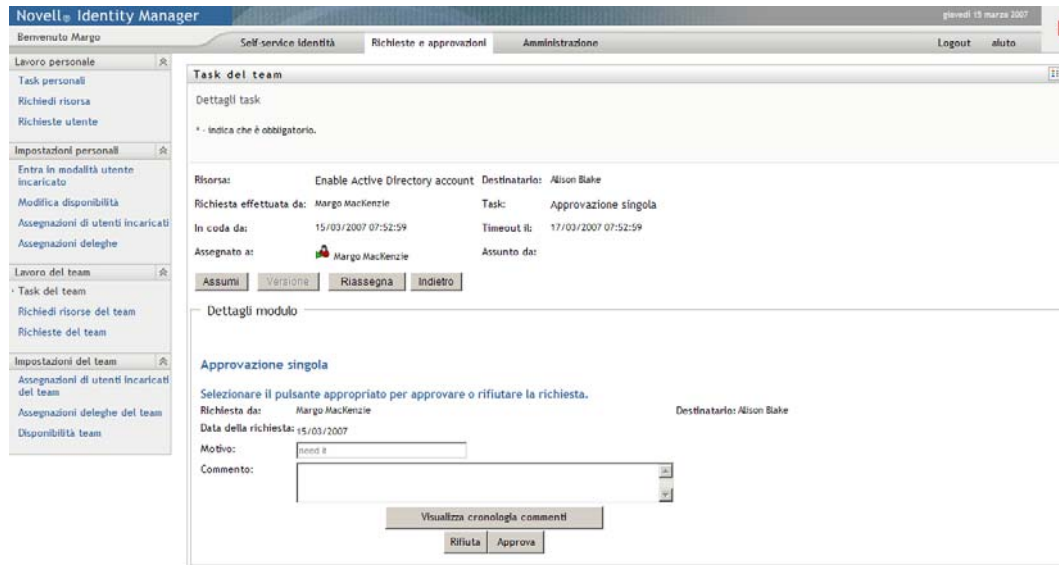 Novell® Identity Manager
giovedì 15 marzo 2007
Benvenuto Margo
Self-service identità Richieste e approvazioni Amministrazione Logout aiuto
Lavoro personale
Task personali
Richiedi risorsa
Richieste utente
Impostazioni personali
Entra in modalità utente
incaricato
Modifica disponibilità
Assegnazioni di utenti incaricati
Assegnazioni deleghe
Lavoro del team
Task del team
Richiedi risorse del team
Richieste del team
Impostazioni del team
Assegnazioni di utenti incaricati
del team
Assegnazioni deleghe del team
Disponibilità team
Task del team
Dettagli task
* - indica che è obbligatorio.
Risorsa: Enable Active Directory account Destinatario: Alison Blake
Richiesta effettuata da: Margo MacKenzie Task: Approvazione singola
In coda da: 15/03/2007 07:52:59 Timeout il: 17/03/2007 07:52:59
Assegnato a: Margo MacKenzie Assunto da:
Assumi Versione Riassegna Indietro
Dettagli modulo
Approvazione singola
Selezionare il pulsante appropriato per approvare o rifiutare la richiesta.
Richiesta da: Margo MacKenzie Destinatario: Alison Blake
Data della richiesta: 15/03/2007
Motivo: need it
Commento:
Visualizza cronologia commenti
Rifiuta Approva